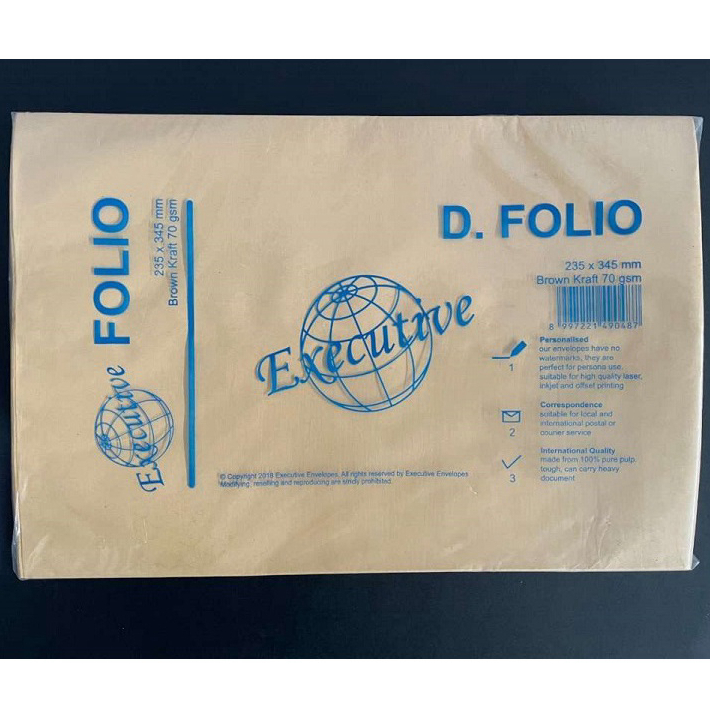 FOLIO
235 x 345 mm
Brown Kraft 70 gsm
Executive
Executive
D. FOLIO
235 x 345 mm
Brown Kraft 70 gsm
8 997221 490487
Personalised
our envelopes have no
watermarks, they are
perfect for persona use,
suitable for high quality laser,
inkjet and offset printing
1
Correspondence
suitable for local and
international postal or
courier service
2
International Quality
made from 100% pure pulp,
tough, can carry heavy
document
3
© Copyright 2018 Executive Envelopes. All rights reserved by Executive Envelopes
Modifying, reselling and reproducing are strictly prohibited.